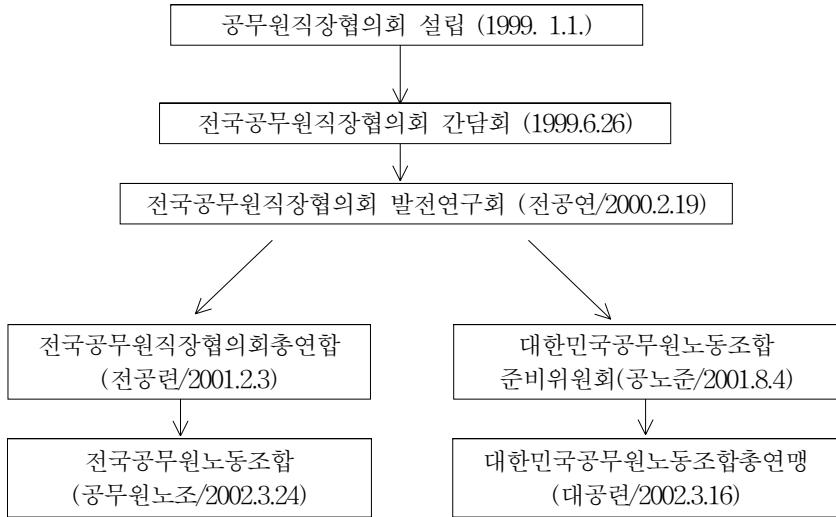 공무원직장협의회 설립 (1999. 1.1.)
전국공무원직장협의회 간담회 (1999.6.26)
전국공무원직장협의회 발전연구회 (전공연/2000.2.19)
전국공무원직장협의회총연합
(전공련/2001.2.3)
대한민국공무원노동조합
준비위원회(공노준/2001.8.4)
전국공무원노동조합
(공무원노조/2002.3.24)
대한민국공무원노동조합총연맹
(대공련/2002.3.16)